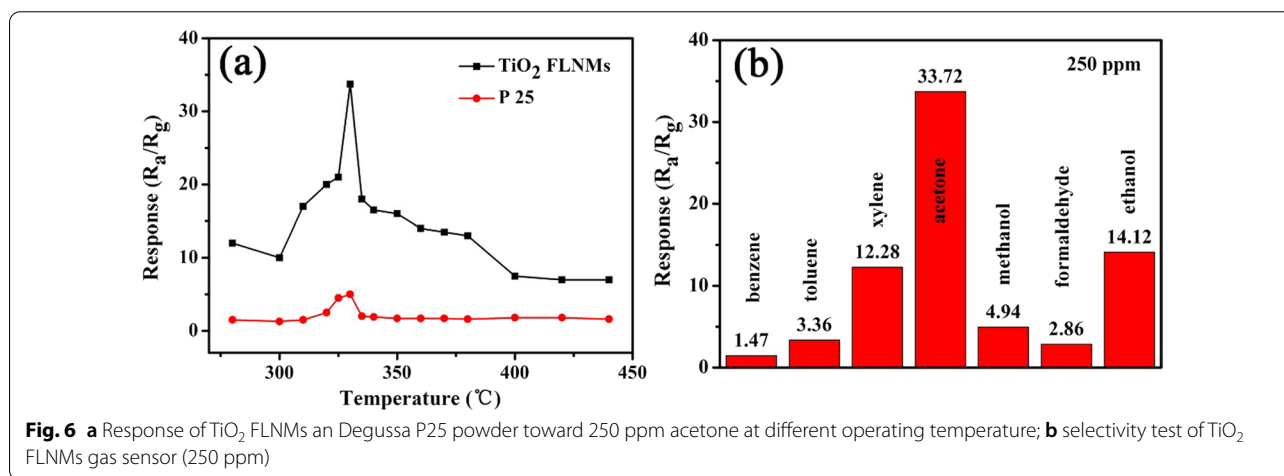 (a)
TiO₂ FLNMs
P 25
Response (Rₐ/R_g)
40
30
20
10
0
300
350
400
450
Temperature (℃)
(b)
250 ppm
Response (Rₐ/R_g)
40
30
20
10
0
benzene
1.47
toluene
3.36
xylene
12.28
acetone
33.72
methanol
4.94
formaldehyde
2.86
ethanol
14.12
Fig. 6 a Response of TiO₂ FLNMs an Degussa P25 powder toward 250 ppm acetone at different operating temperature; b selectivity test of TiO₂
FLNMs gas sensor (250 ppm)